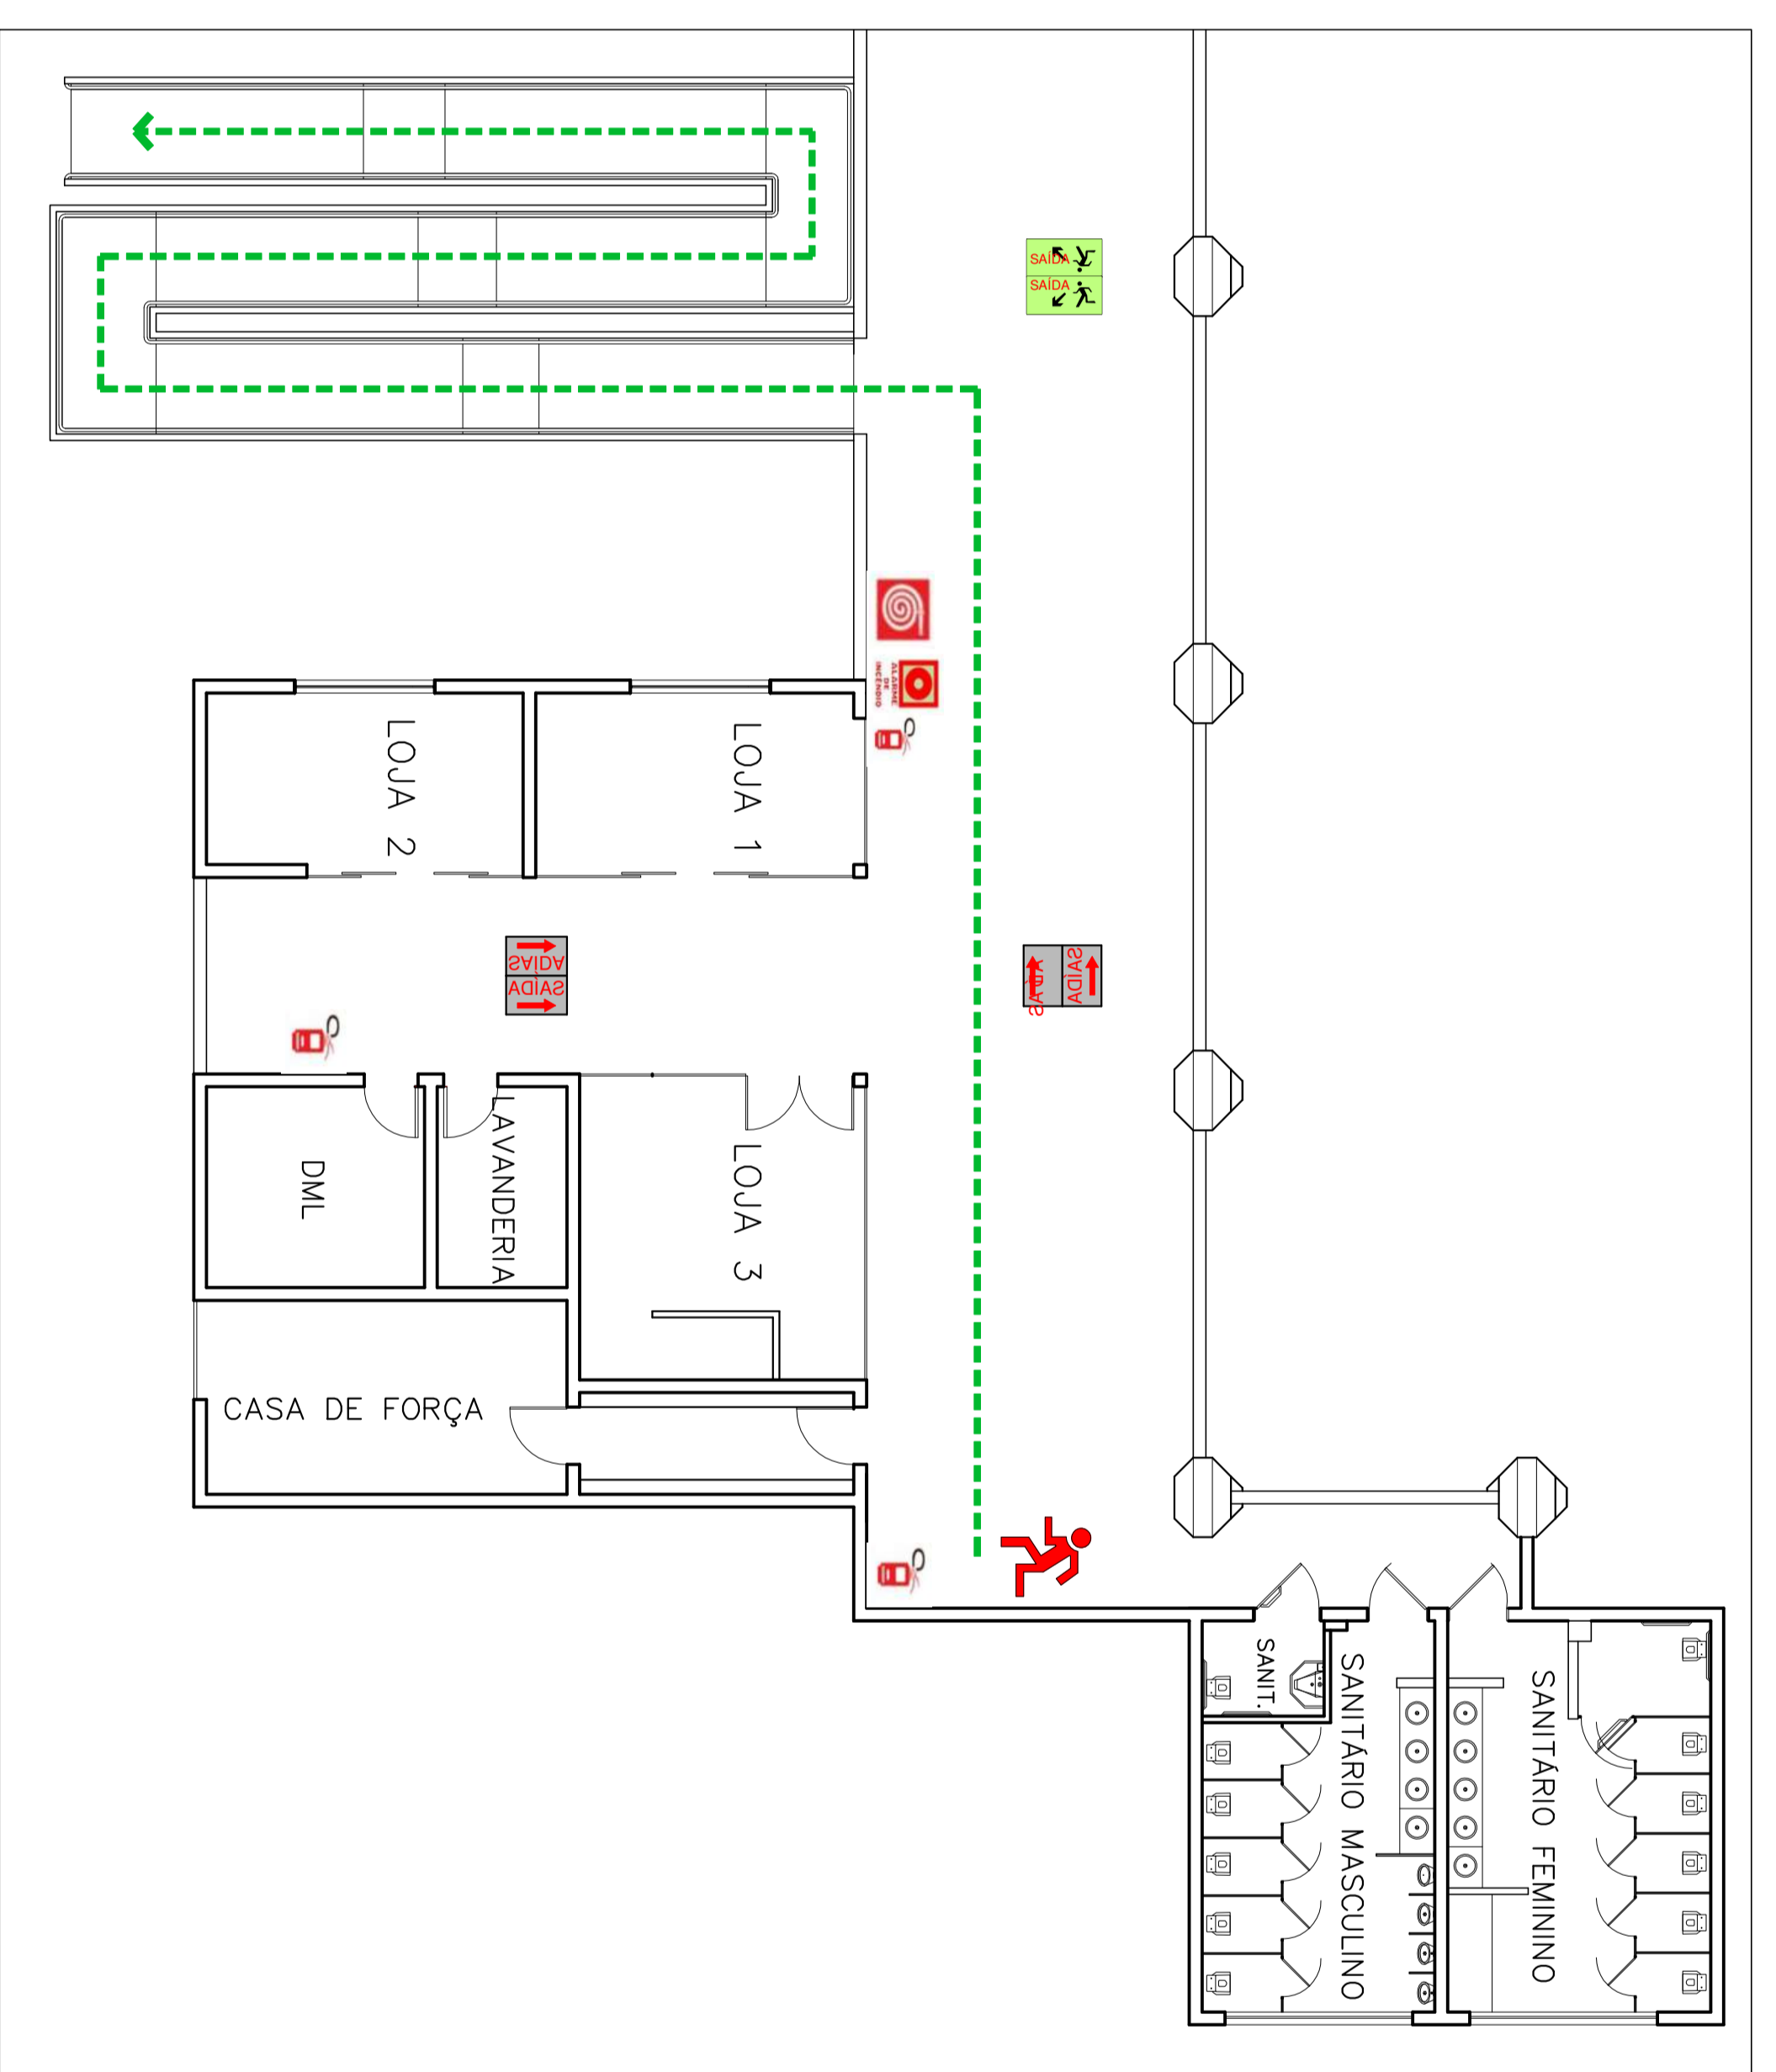 SAÍDA
SAÍDA
ALARME
DE
INCÊNDIO
LOJA 2
LOJA 1
SAÍDA
SAÍDA
SAÍDA
SAÍDA
DML
LAVANDERIA
LOJA 3
CASA DE FORÇA
SANIT.
SANITÁRIO MASCULINO
SANITÁRIO FEMININO